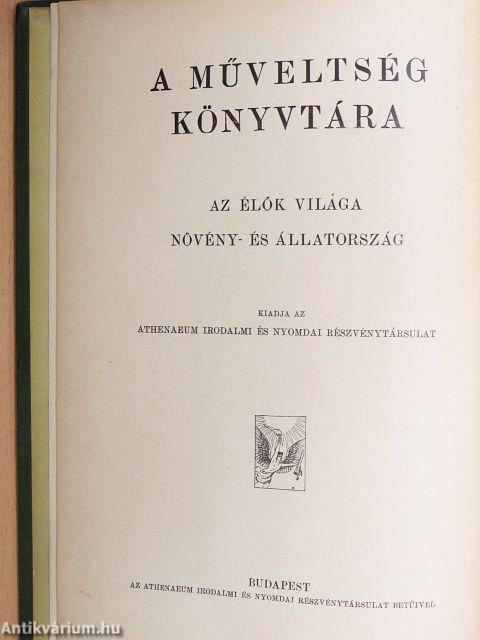 A MŰVELTSÉG
KÖNYVTÁRA
AZ ÉLŐK VILÁGA
NÖVÉNY- ÉS ÁLLATORSZÁG
KIADJA AZ
ATHENAEUM IRODALMI ÉS NYOMDAI RÉSZVÉNYTÁRSULAT
BUDAPEST
AZ ATHENAEUM IRODALMI ÉS NYOMDAI RÉSZVÉNYTÁRSULAT BETŰIVEL
Antikvárium.hu